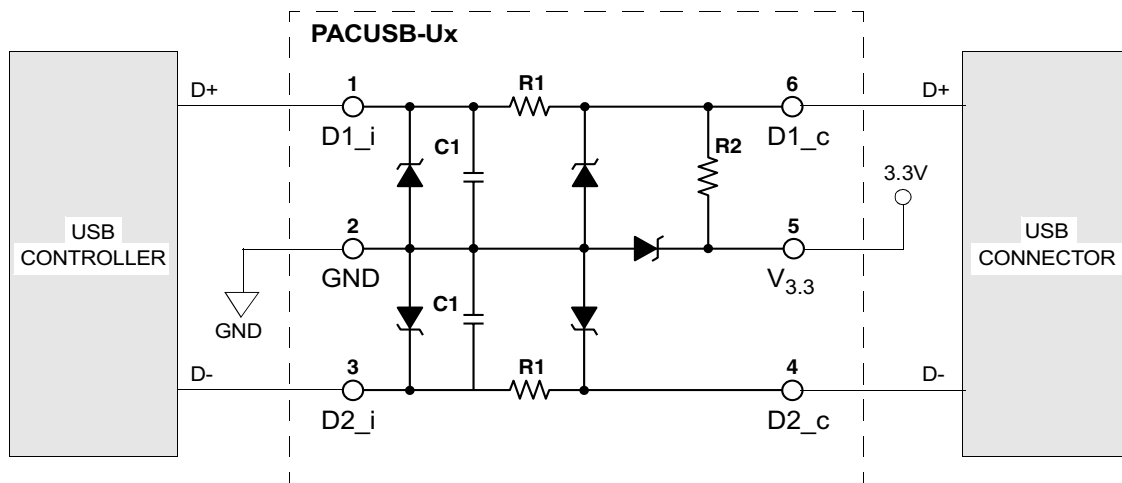 PACUSB-Ux
D+
1
R1
6
D+
D1_i
C1
R2
D1_c
3.3V
USB
CONTROLLER
2
5
USB
CONNECTOR
GND
V3.3
GND
C1
D-
3
R1
4
D-
D2_i
D2_c